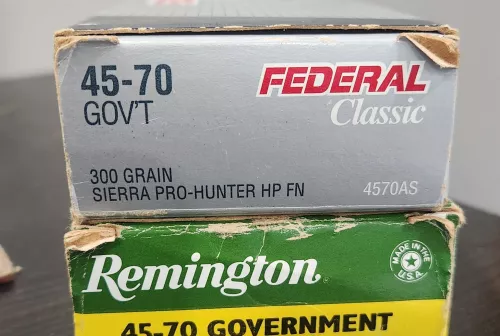 45-70
GOV'T
FEDERAL
Classic
300 GRAIN
SIERRA PRO-HUNTER HP FN
4570AS
Remington
MADE IN THE
U.S.A.
45-70 GOVERNMENT